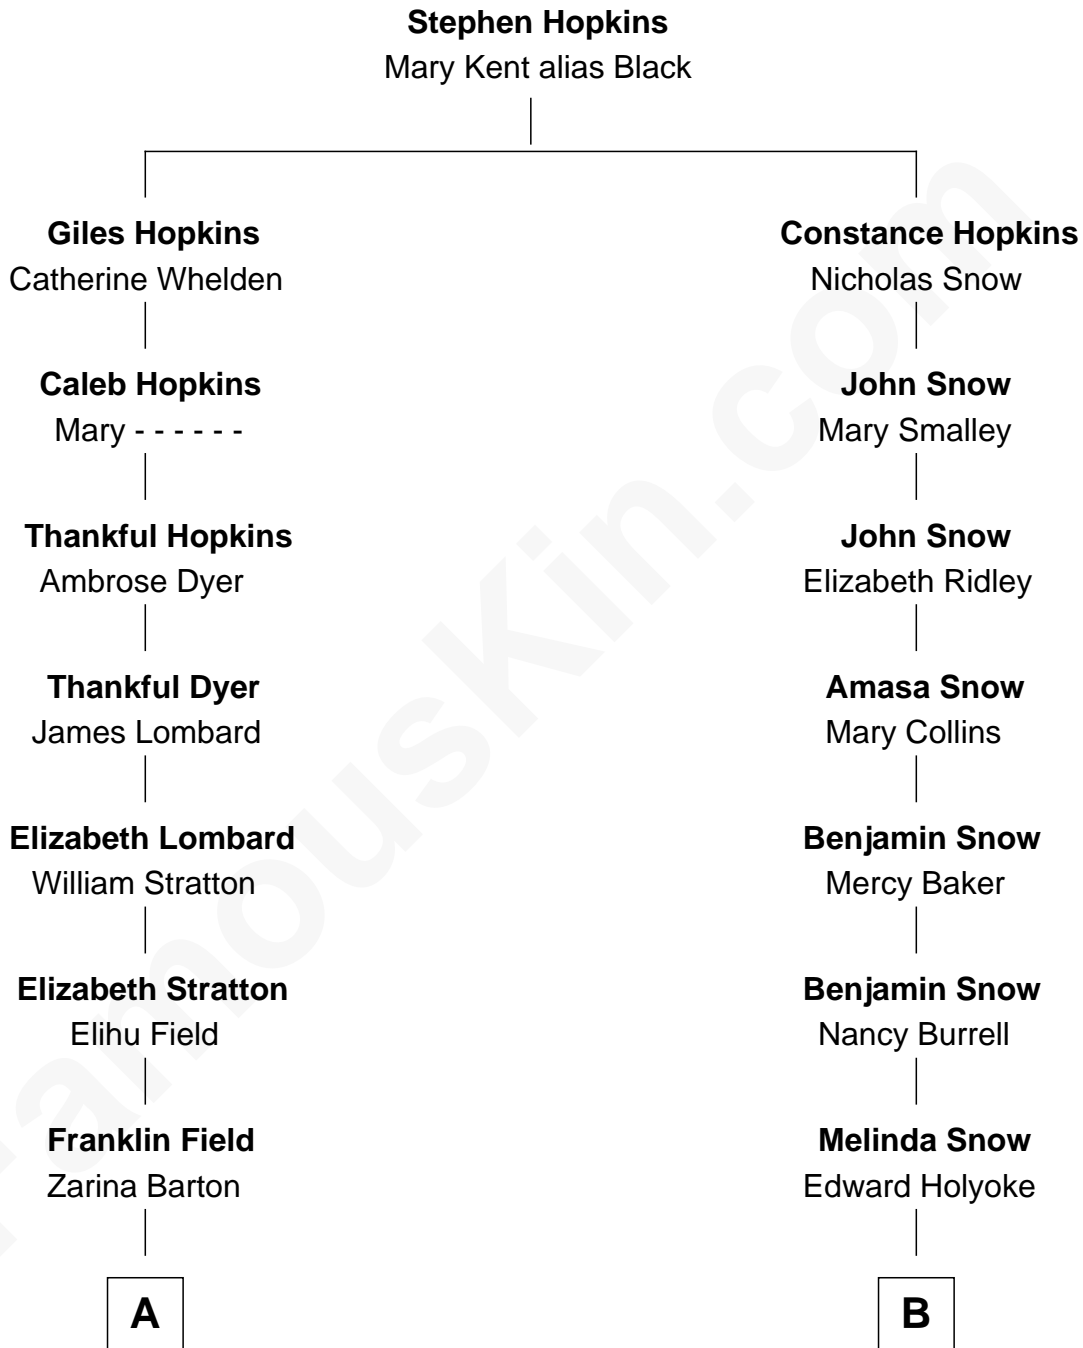 Stephen Hopkins
Mary Kent alias Black
Giles Hopkins
Catherine Whelden
Caleb Hopkins
Mary - - - - - -
Thankful Hopkins
Ambrose Dyer
Thankful Dyer
James Lombard
Elizabeth Lombard
William Stratton
Elizabeth Stratton
Elihu Field
Franklin Field
Zarina Barton
A
Constance Hopkins
Nicholas Snow
John Snow
Mary Smalley
John Snow
Elizabeth Ridley
Amasa Snow
Mary Collins
Benjamin Snow
Mercy Baker
Benjamin Snow
Nancy Burrell
Melinda Snow
Edward Holyoke
B
FamousKin.com